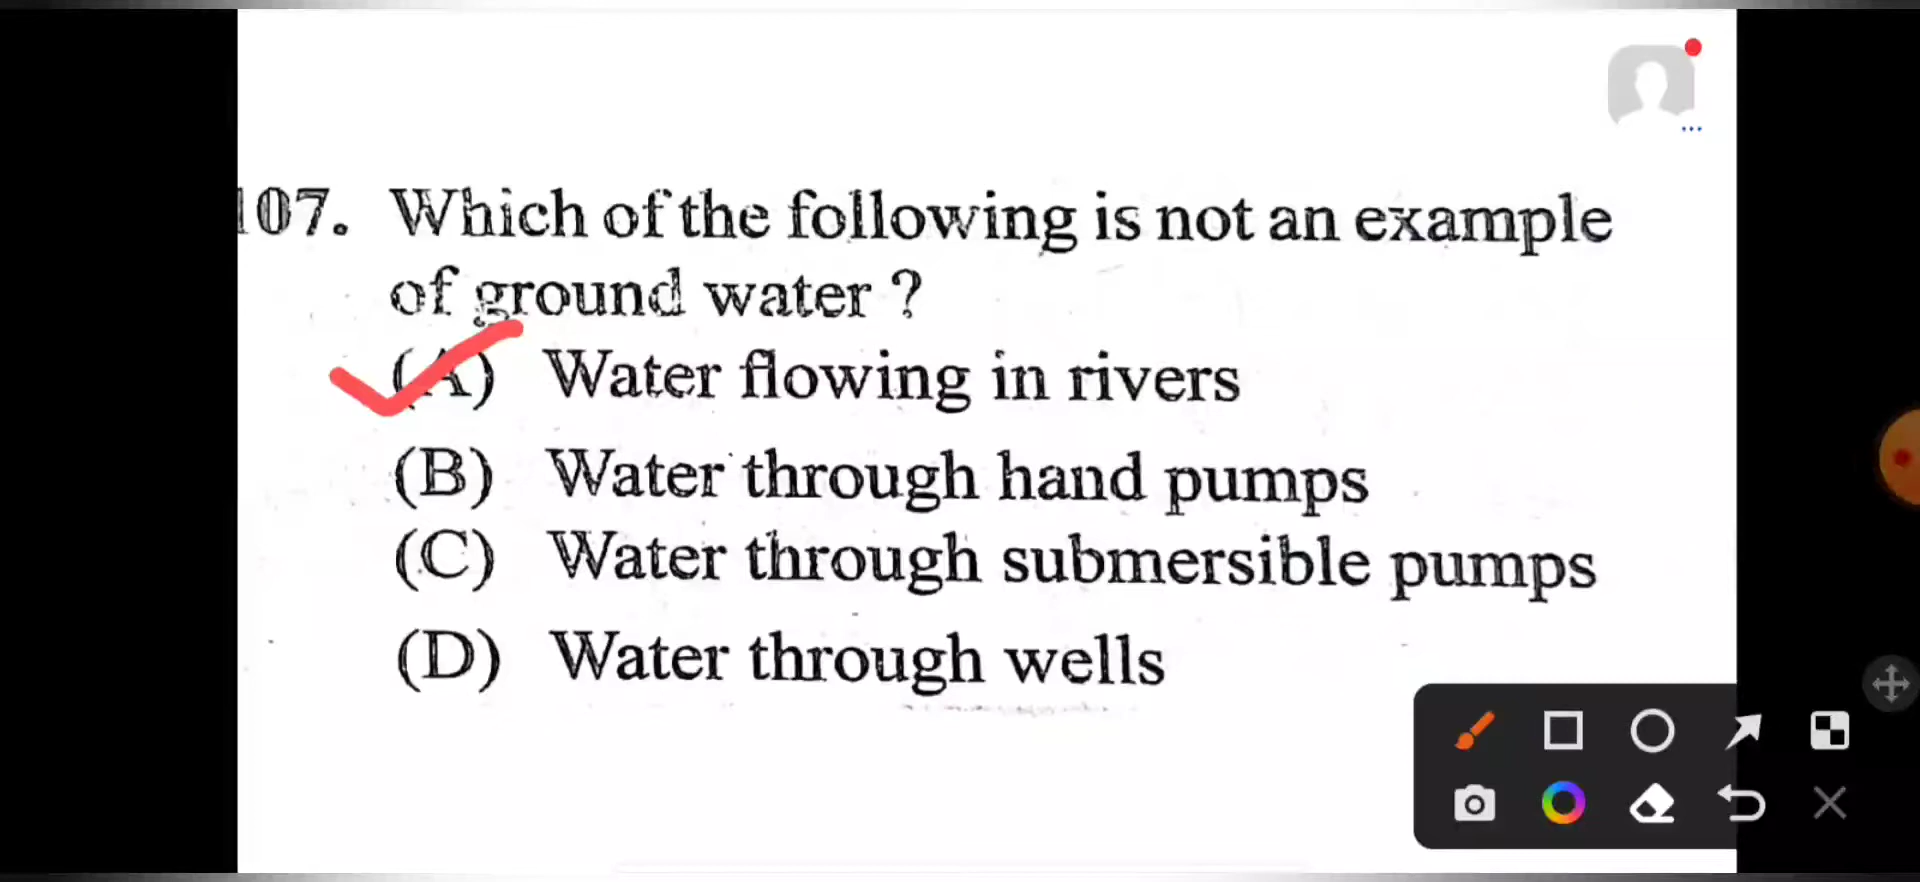 107. Which of the following is not an example
of ground water ?
(A) Water flowing in rivers
(B) Water through hand pumps
(C) Water through submersible pumps
(D) Water through wells